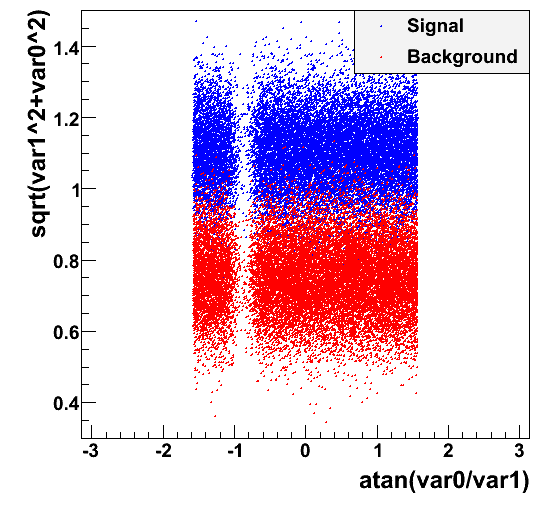 Signal
Background
sqrt(var1^2+var0^2)
1.4
1.2
1
0.8
0.6
0.4
-3 -2 -1 0 1 2 3
atan(var0/var1)